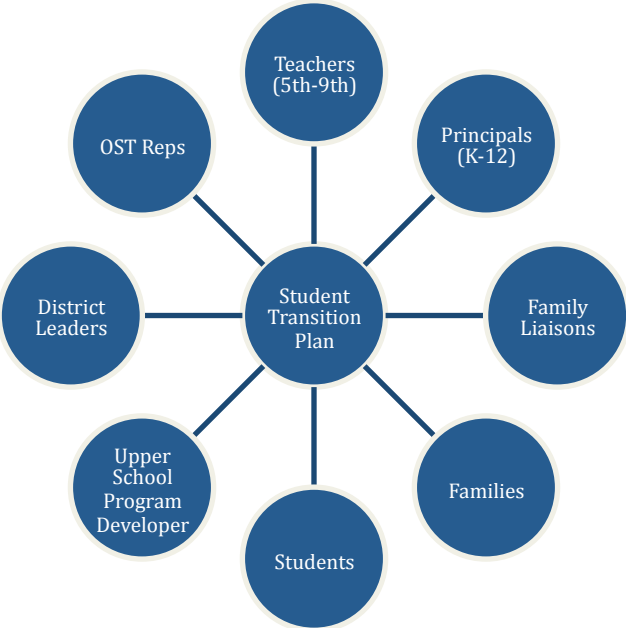 Teachers
(5th-9th)
Principals
(K-12)
OST Reps
Student
Transition
Plan
District
Leaders
Family
Liaisons
Upper
School
Program
Developer
Families
Students